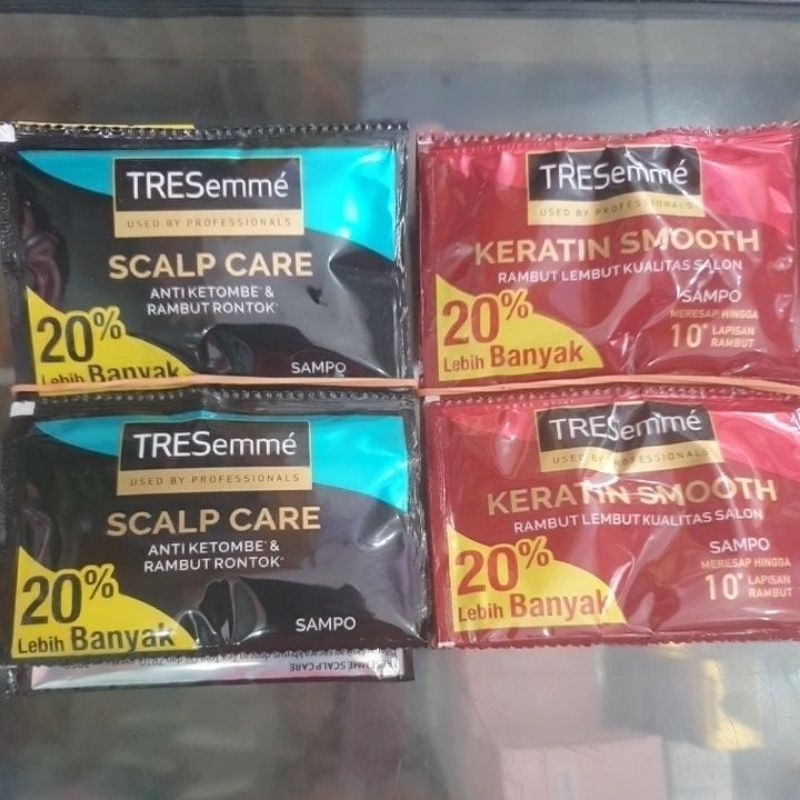 TRESemmé
USED BY PROFESSIONALS
SCALP CARE
ANTI KETOMBE* &
RAMBUT RONTOK^
20%
Lebih Banyak
SAMPO
TRESemmé
USED BY PROFESSIONALS
KERATIN SMOOTH
RAMBUT LEMBUT KUALITAS SALON
SAMPO
MERESAP HINGGA
10* LAPISAN
RAMBUT
20%
Lebih Banyak
TRESemmé
USED BY PROFESSIONALS
SCALP CARE
ANTI KETOMBE* &
RAMBUT RONTOK^
20%
Lebih Banyak
SAMPO
TRESemmé
USED BY PROFESSIONALS
KERATIN SMOOTH
RAMBUT LEMBUT KUALITAS SALON
SAMPO
MERESAP HINGGA
10* LAPISAN
RAMBUT
20%
Lebih Banyak
TRESEMME SCALP CARE